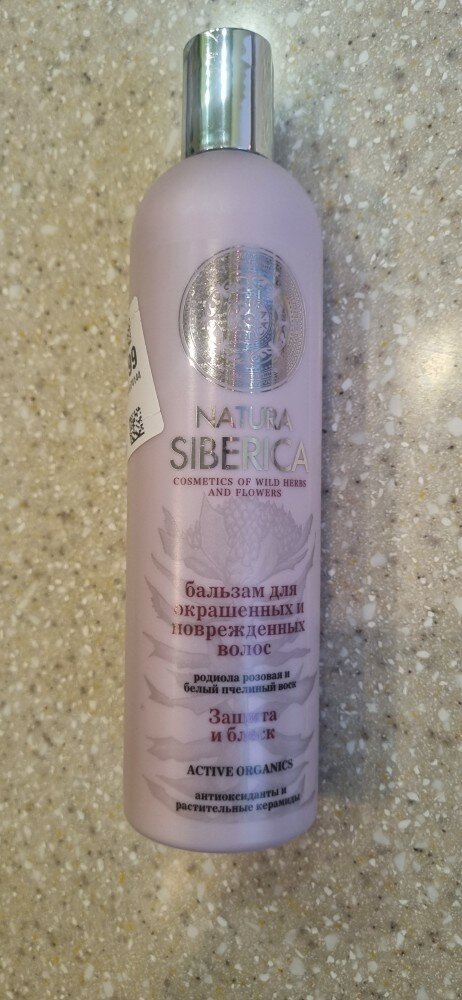 NATURA
SIBERICA
COSMETICS OF WILD HERBS
AND FLOWERS
бальзам для
окрашенных и
поврежденных
волос
родиола розовая и
белый пчелиный воск
Защита
и блеск
ACTIVE ORGANICS
антиоксиданты и
растительные керамиды